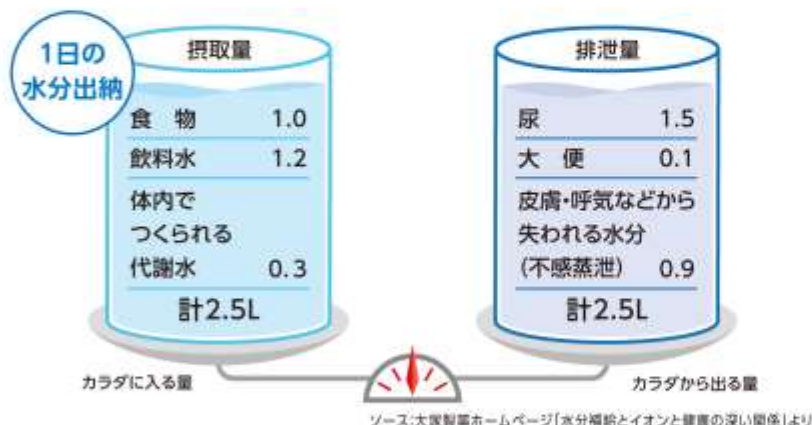 1日の
水分出納
摂取量
食 物 1.0
飲料水 1.2
体内で
つくられる
代謝水 0.3
計2.5L
カラダに入る量
排泄量
尿 1.5
大 便 0.1
皮膚・呼気などから
失われる水分
(不感蒸泄) 0.9
計2.5L
カラダから出る量
ソース:大塚製薬ホームページ「水分補給とイオンと健康の深い関係」より